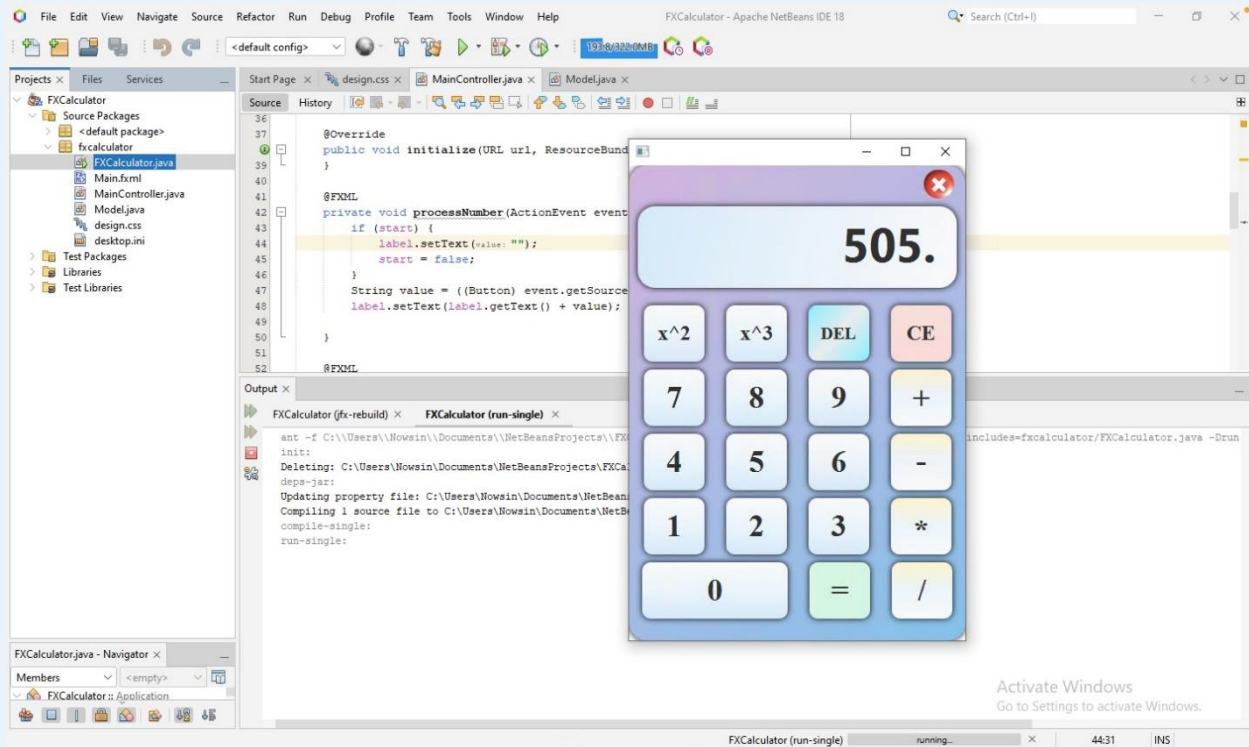 File Edit View Navigate Source Refactor Run Debug Profile Team Tools Window Help FXCalculator - Apache NetBeans IDE 18 Search (Ctrl+I)
<default config> 193.8/322.0MB
Projects Files Services
FXCalculator
Source Packages
<default package>
fxcalculator
FXCalculator.java
Main.fxml
MainController.java
Model.java
design.css
desktop.ini
Test Packages
Libraries
Test Libraries
FXCalculator.java - Navigator
Members <empty>
FXCalculator :: Application
Start Page design.css MainController.java Model.java
Source History
36
37 @Override
public void initialize(URL url, ResourceBund
39 }
40
41 @FXML
42 private void processNumber(ActionEvent event
43 if (start) {
44 label.setText(value: "");
45 start = false;
46 }
47 String value = ((Button) event.getSource
48 label.setText(label.getText() + value);
49
50 }
51
52 @FXML
Output
FXCalculator (jfx-rebuild) FXCalculator (run-single)
ant -f C:\\Users\\Nowsin\\Documents\\NetBeansProjects\\FXC includes=fxcalculator/FXCalculator.java -Drun
init:
Deleting: C:\Users\Nowsin\Documents\NetBeansProjects\FXCal
deps-jar:
Updating property file: C:\Users\Nowsin\Documents\NetBeans
Compiling 1 source file to C:\Users\Nowsin\Documents\NetBe
compile-single:
run-single:
505.
x^2 x^3 DEL CE
7 8 9 +
4 5 6 -
1 2 3 *
0 = /
Activate Windows
Go to Settings to activate Windows.
FXCalculator (run-single) running... 44:31 INS